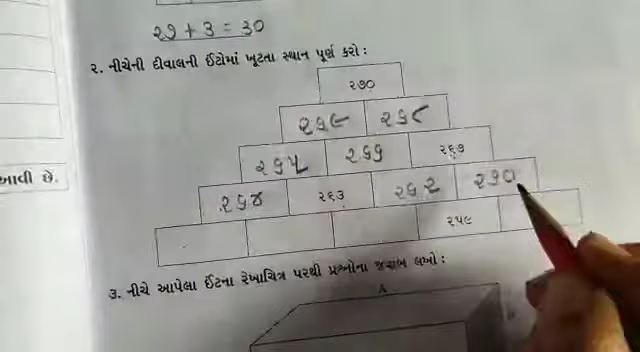 ૨૭ + ૩ = ૩૦
૨. નીચેની દીવાલની ઈંટોમાં ખૂટતા સ્થાન પૂર્ણ કરો :
૨૭૦
૨૬૯ ૨૬૮
૨૬૫ ૨૬૬ ૨૬૭
આવી છે.
૨૬૪ ૨૬૩ ૨૬૨
૨૫૯
૩. નીચે આપેલા ઈંટના રેખાચિત્ર પરથી પ્રશ્નોના જવાબ લખો :
A